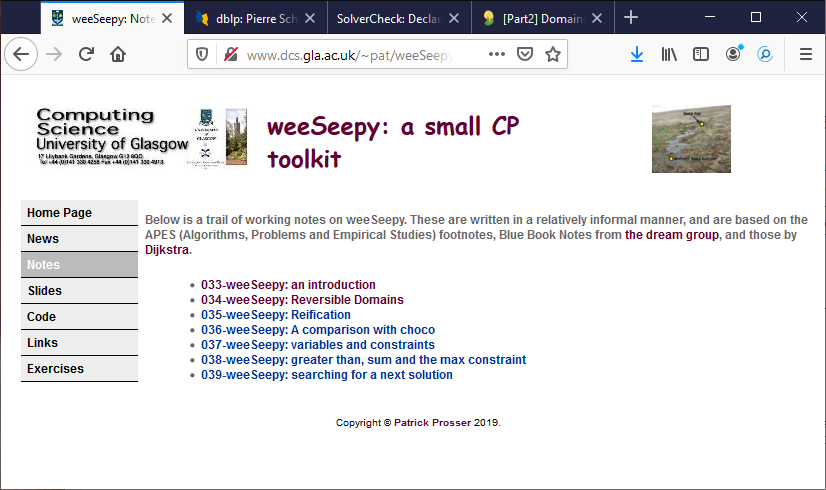 weeSeepy: Note
dblp: Pierre Sch
SolverCheck: Declar
[Part2] Domain
www.dcs.gla.ac.uk/~pat/weeSeepy
Computing
Science
University of Glasgow
17 Lilybank Gardens, Glasgow G12 8QQ
Tel +44 (0)141 330 4256 Fax +44 (0)141 330 4913
weeSeepy: a small CP
toolkit
Home Page
News
Notes
Slides
Code
Links
Exercises
Below is a trail of working notes on weeSeepy. These are written in a relatively informal manner, and are based on the
APES (Algorithms, Problems and Empirical Studies) footnotes, Blue Book Notes from the dream group, and those by
Dijkstra.
033-weeSeepy: an introduction
034-weeSeepy: Reversible Domains
035-weeSeepy: Reification
036-weeSeepy: A comparison with choco
037-weeSeepy: variables and constraints
038-weeSeepy: greater than, sum and the max constraint
039-weeSeepy: searching for a next solution
Copyright © Patrick Prosser 2019.